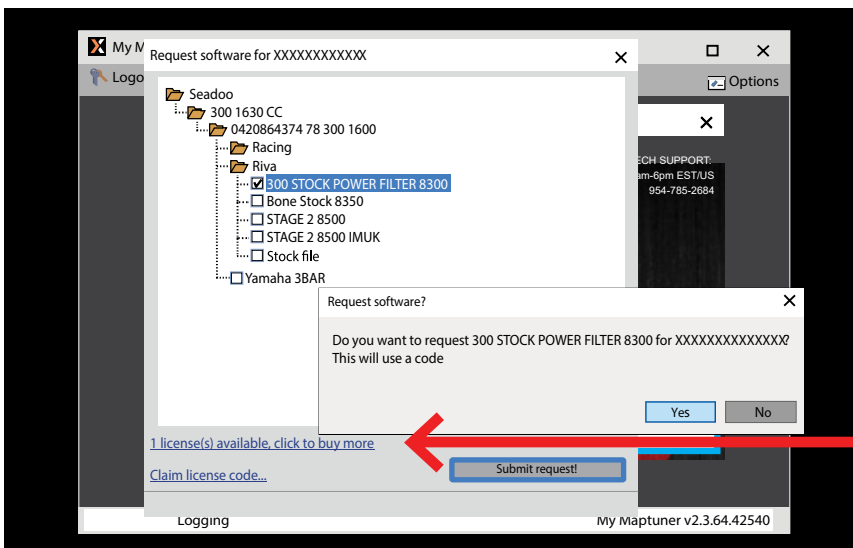 My M
Request software for XXXXXXXXXXXX
Logo
Options
Seadoo
300 1630 CC
0420864374 78 300 1600
Racing
Riva
300 STOCK POWER FILTER 8300
Bone Stock 8350
STAGE 2 8500
STAGE 2 8500 IMUK
Stock file
Yamaha 3BAR
ECH SUPPORT:
am-6pm EST/US
954-785-2684
Request software?
Do you want to request 300 STOCK POWER FILTER 8300 for XXXXXXXXXXXXXX?
This will use a code
Yes
No
1 license(s) available, click to buy more
Claim license code...
Submit request!
Logging
My Maptuner v2.3.64.42540